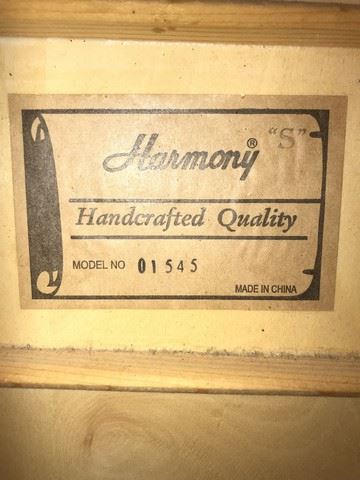 "S"
Harmony®
Handcrafted Quality
MODEL NO 01545
MADE IN CHINA